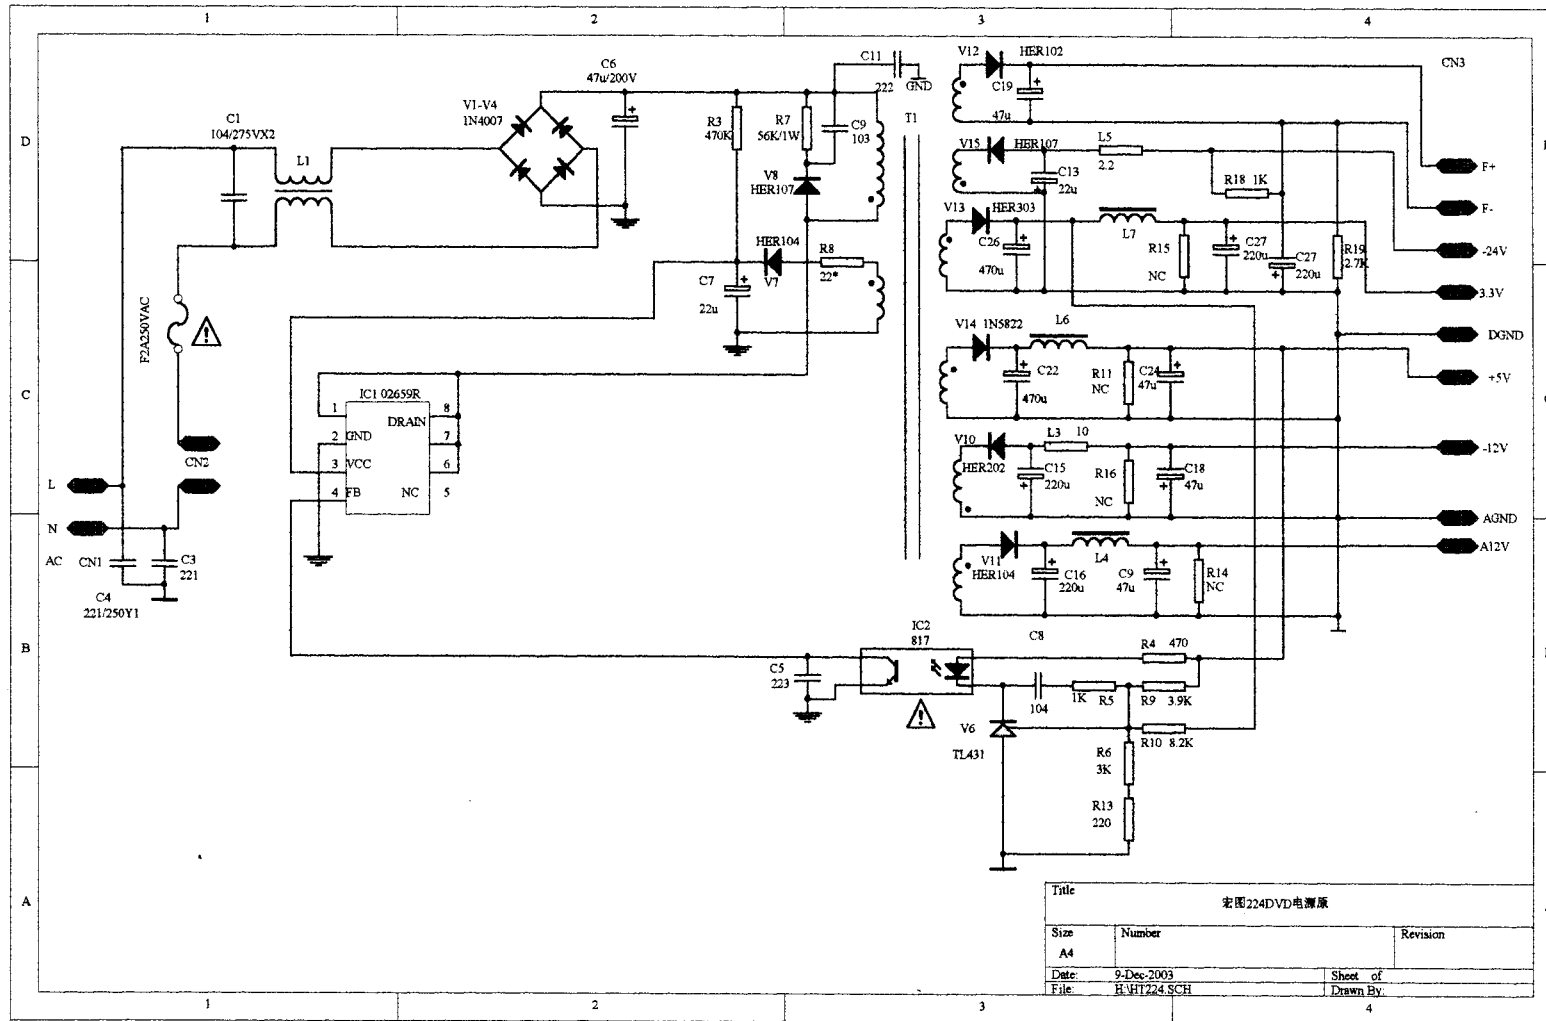 1
2
3
4
D
C
B
A
C1
104/275VX2
L1
V1-V4
1N4007
C6
47u/200V
R3
470K
R7
56K/1W
C9
103
C11
222
GND
T1
V8
HER107
HER104
V7
R8
22*
C7
22u
F2A250VAC
CN2
L
N
AC
CN1
C3
221
C4
221/250Y1
IC1 02659R
1
2
3
4
GND
VCC
FB
DRAIN
NC
8
7
6
5
V12
HER102
C19
47u
V15
HER107
L5
2.2
C13
22u
R18 1K
V13
HER303
C26
470u
L7
R15
NC
C27
220u
C27
220u
R19
2.7K
V14 1N5822
L6
C22
470u
R11
NC
C24
47u
V10
HER202
L3 10
C15
220u
R16
NC
C18
47u
V11
HER104
L4
C16
220u
C9
47u
R14
NC
CN3
F+
F-
-24V
3.3V
DGND
+5V
-12V
AGND
A12V
IC2
817
C5
223
C8
104
R4 470
1K R5
R9 3.9K
R10 8.2K
V6
TL431
R6
3K
R13
220
Title
宏图224DVD电源原
Size
A4
Number
Revision
Date: 9-Dec-2003
Sheet of
File: H:\HT224.SCH
Drawn By:
1
2
3
4